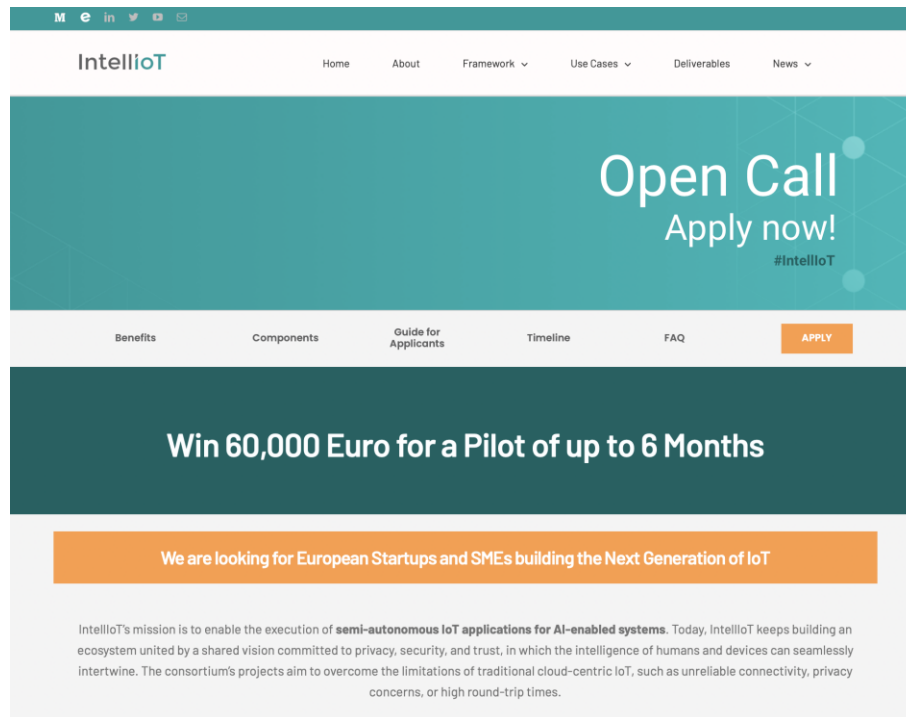 IntellIoT
Home About Framework Use Cases Deliverables News
Open Call
Apply now!
#IntellIoT
Benefits Components Guide for Applicants Timeline FAQ APPLY
Win 60,000 Euro for a Pilot of up to 6 Months
We are looking for European Startups and SMEs building the Next Generation of IoT
IntellIoT's mission is to enable the execution of semi-autonomous IoT applications for AI-enabled systems. Today, IntellIoT keeps building an
ecosystem united by a shared vision committed to privacy, security, and trust, in which the intelligence of humans and devices can seamlessly
intertwine. The consortium's projects aim to overcome the limitations of traditional cloud-centric IoT, such as unreliable connectivity, privacy
concerns, or high round-trip times.